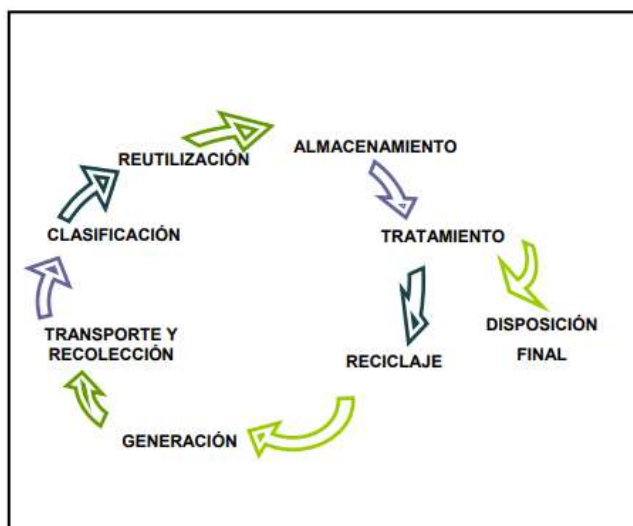 REUTILIZACIÓN
ALMACENAMIENTO
CLASIFICACIÓN
TRATAMIENTO
TRANSPORTE Y
RECOLECCIÓN
RECICLAJE
DISPOSICIÓN
FINAL
GENERACIÓN